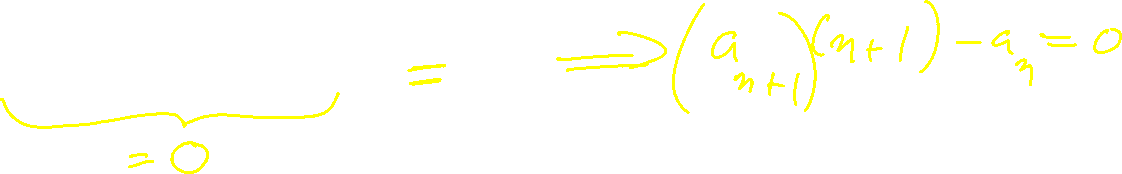 = ⟹ (a_{n+1})(n+1) - a_n = 0
= 0